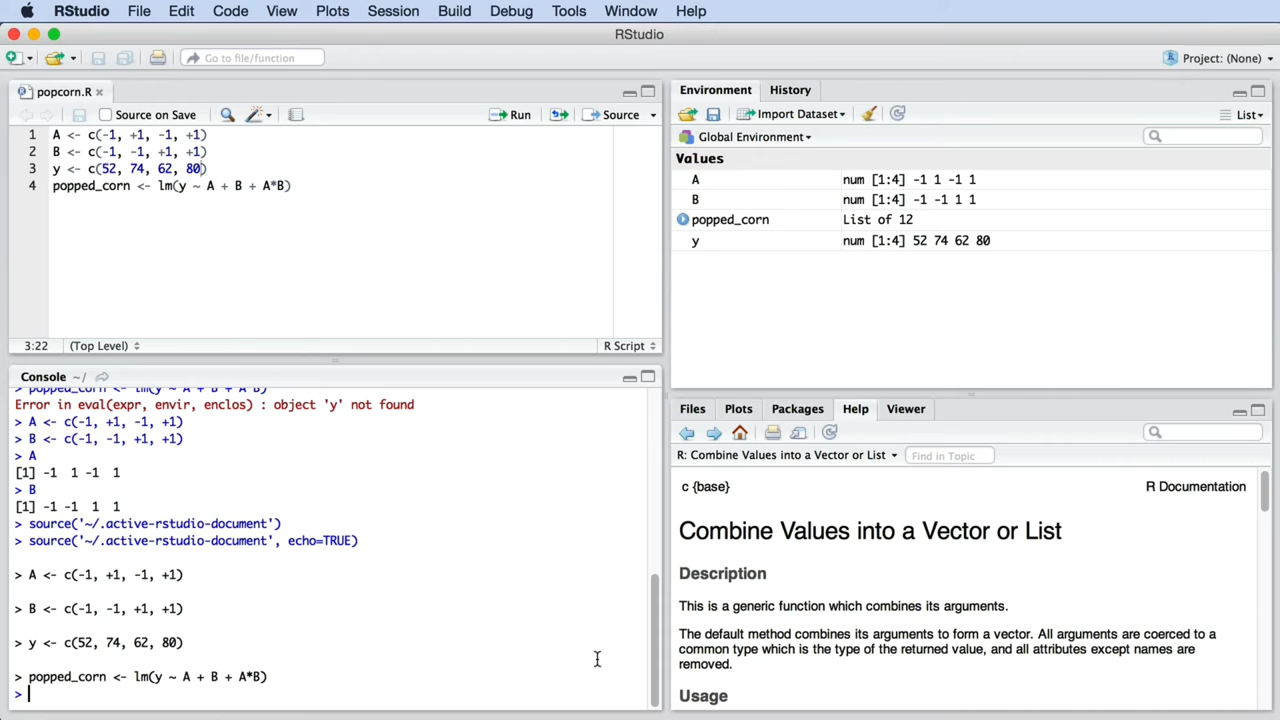 RStudio File Edit Code View Plots Session Build Debug Tools Window Help
RStudio
Go to file/function
Project: (None)
popcorn.R
Source on Save
Run
Source
1 A <- c(-1, +1, -1, +1)
2 B <- c(-1, -1, +1, +1)
3 y <- c(52, 74, 62, 80)
4 popped_corn <- lm(y ~ A + B + A*B)
3:22 (Top Level) R Script
Console ~/
> popped_corn <- lm(y ~ A + B + A*B)
Error in eval(expr, envir, enclos) : object 'y' not found
> A <- c(-1, +1, -1, +1)
> B <- c(-1, -1, +1, +1)
> A
[1] -1  1 -1  1
> B
[1] -1 -1  1  1
> source('~/.active-rstudio-document')
> source('~/.active-rstudio-document', echo=TRUE)
> A <- c(-1, +1, -1, +1)
> B <- c(-1, -1, +1, +1)
> y <- c(52, 74, 62, 80)
> popped_corn <- lm(y ~ A + B + A*B)
>
Environment History
Import Dataset
List
Global Environment
Values
A num [1:4] -1 1 -1 1
B num [1:4] -1 -1 1 1
popped_corn List of 12
y num [1:4] 52 74 62 80
Files Plots Packages Help Viewer
R: Combine Values into a Vector or List
Find in Topic
c {base} R Documentation
Combine Values into a Vector or List
Description
This is a generic function which combines its arguments.
The default method combines its arguments to form a vector. All arguments are coerced to a
common type which is the type of the returned value, and all attributes except names are
removed.
Usage